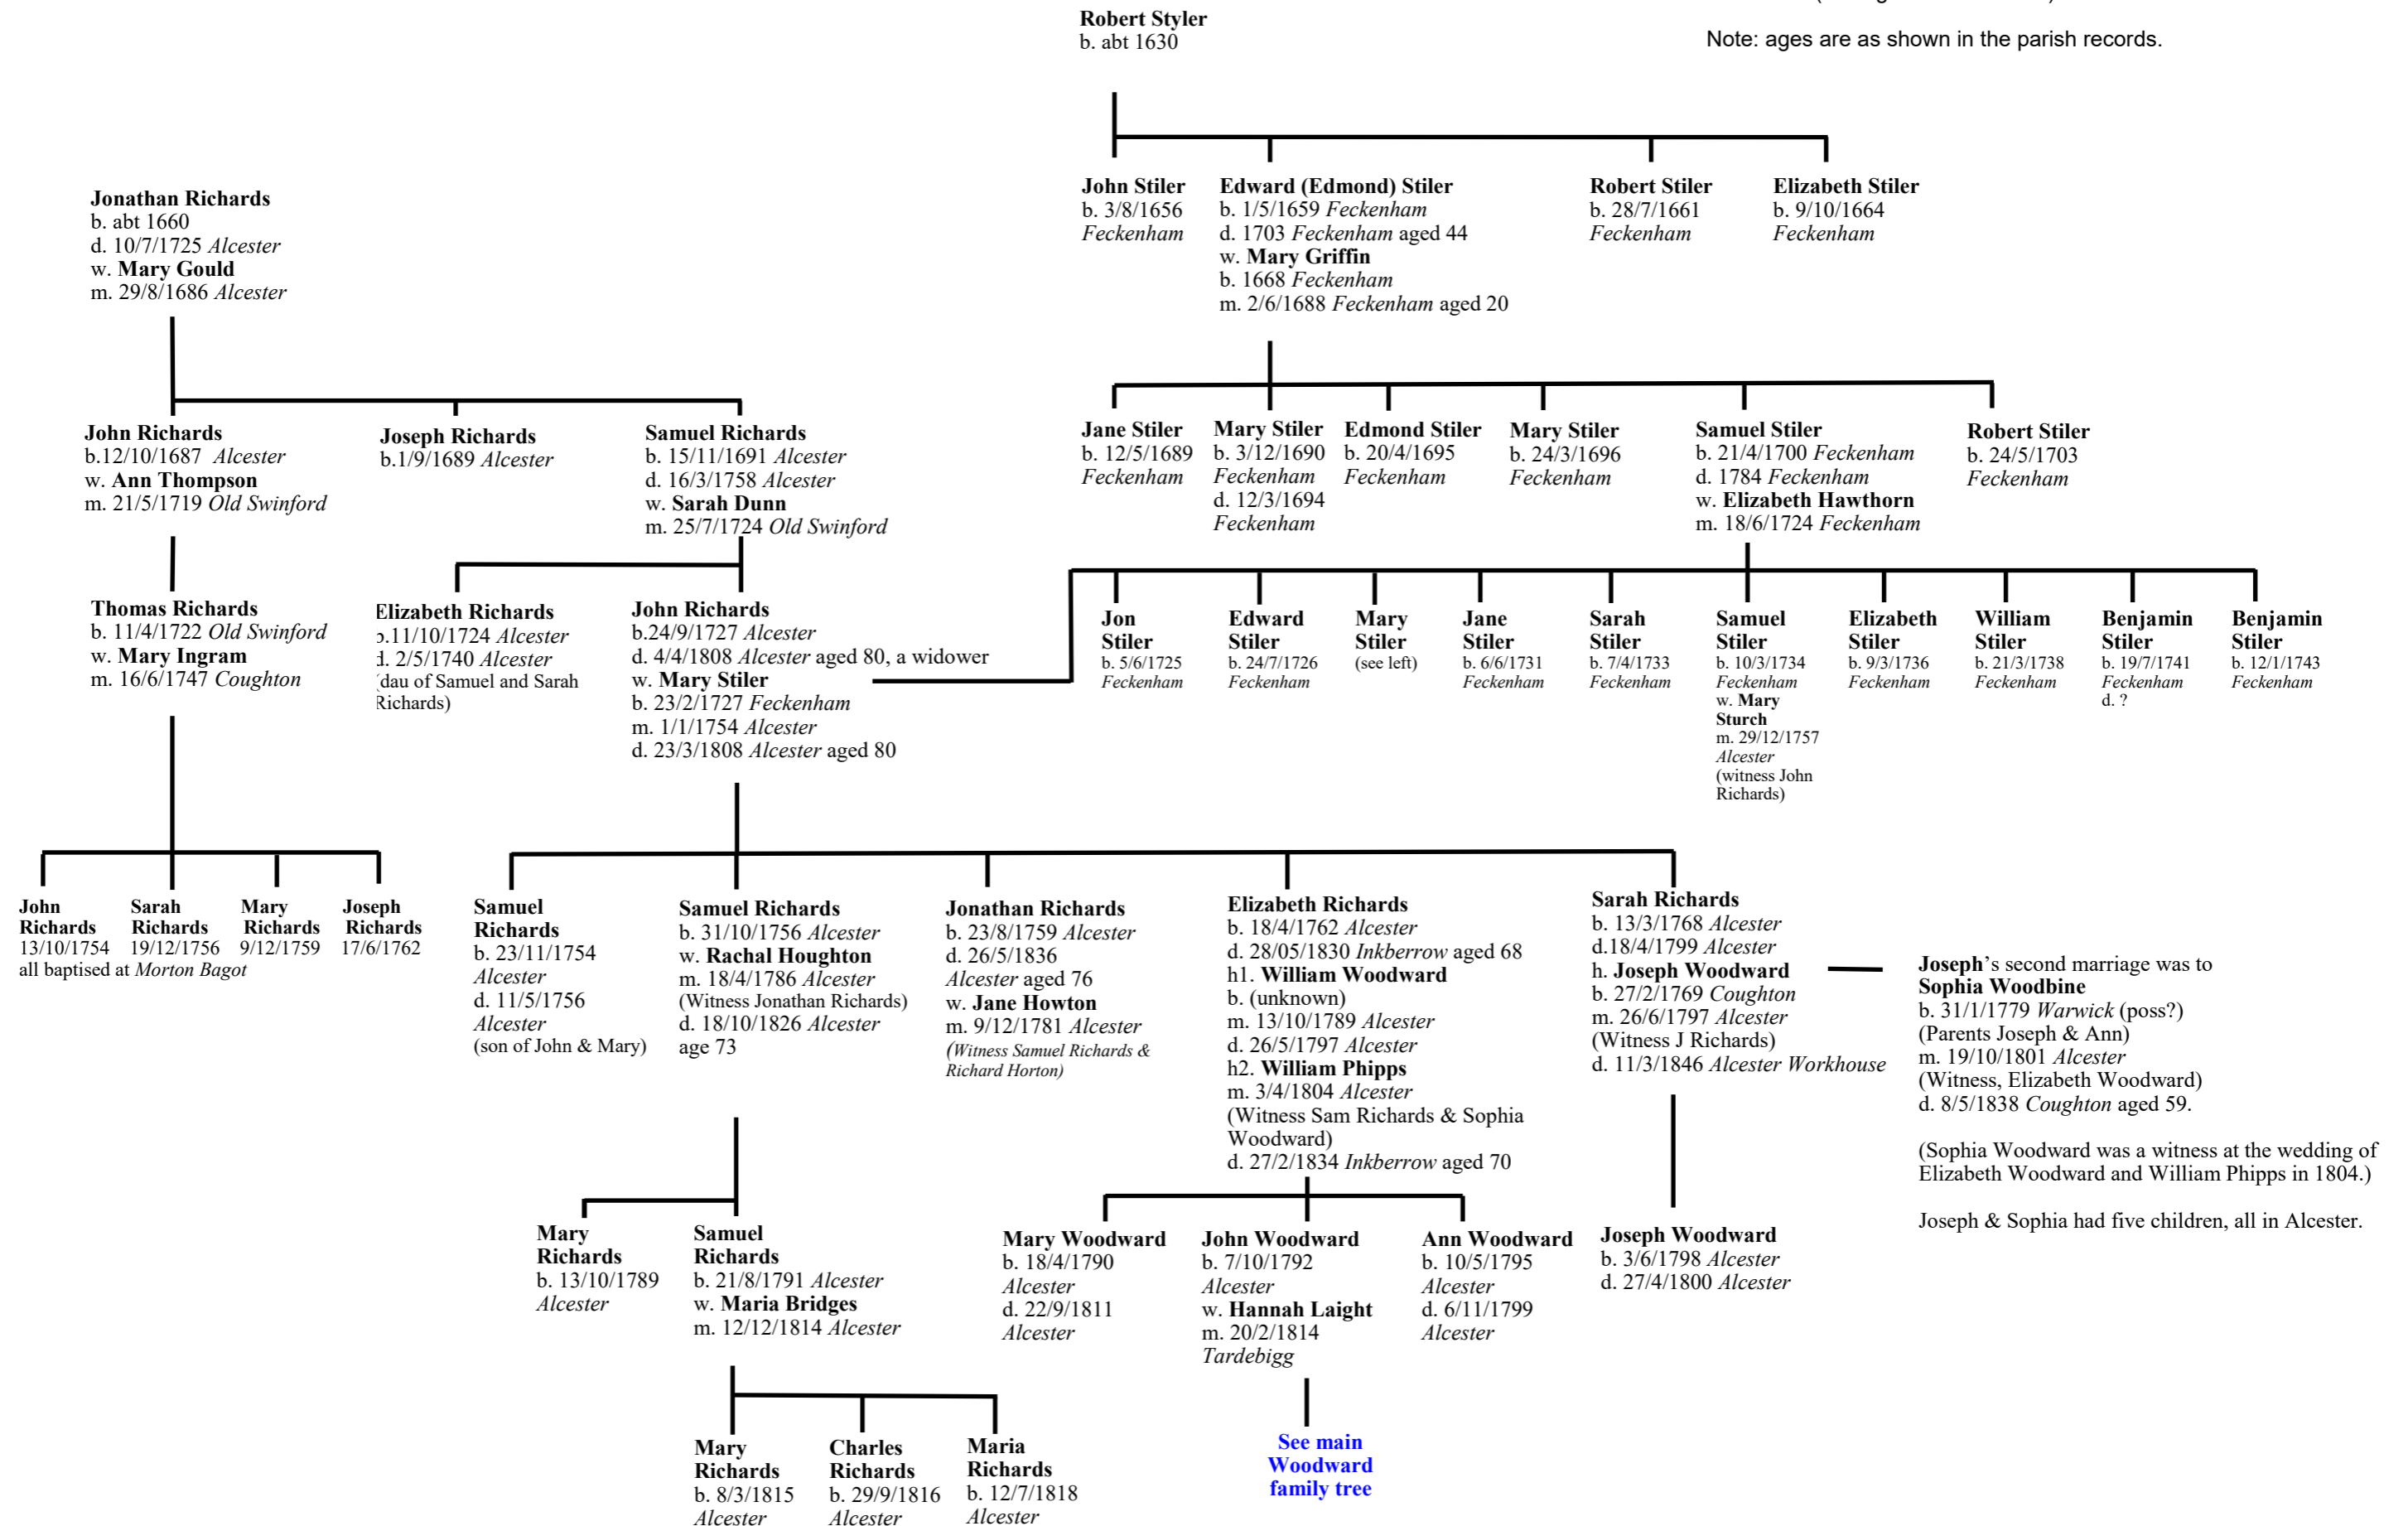 Robert Styler
b. abt 1630
Note: ages are as shown in the parish records.
John Stiler
b. 3/8/1656
Feckenham
Edward (Edmond) Stiler
b. 1/5/1659 Feckenham
d. 1703 Feckenham aged 44
w. Mary Griffin
b. 1668 Feckenham
m. 2/6/1688 Feckenham aged 20
Robert Stiler
b. 28/7/1661
Feckenham
Elizabeth Stiler
b. 9/10/1664
Feckenham
Jonathan Richards
b. abt 1660
d. 10/7/1725 Alcester
w. Mary Gould
m. 29/8/1686 Alcester
John Richards
b.12/10/1687 Alcester
w. Ann Thompson
m. 21/5/1719 Old Swinford
Joseph Richards
b.1/9/1689 Alcester
Samuel Richards
b. 15/11/1691 Alcester
d. 16/3/1758 Alcester
w. Sarah Dunn
m. 25/7/1724 Old Swinford
Jane Stiler
b. 12/5/1689
Feckenham
Mary Stiler
b. 3/12/1690
Feckenham
d. 12/3/1694
Feckenham
Edmond Stiler
b. 20/4/1695
Feckenham
Mary Stiler
b. 24/3/1696
Feckenham
Samuel Stiler
b. 21/4/1700 Feckenham
d. 1784 Feckenham
w. Elizabeth Hawthorn
m. 18/6/1724 Feckenham
Robert Stiler
b. 24/5/1703
Feckenham
Thomas Richards
b. 11/4/1722 Old Swinford
w. Mary Ingram
m. 16/6/1747 Coughton
Elizabeth Richards
b.11/10/1724 Alcester
d. 2/5/1740 Alcester
(dau of Samuel and Sarah
Richards)
John Richards
b.24/9/1727 Alcester
d. 4/4/1808 Alcester aged 80, a widower
w. Mary Stiler
b. 23/2/1727 Feckenham
m. 1/1/1754 Alcester
d. 23/3/1808 Alcester aged 80
Jon
Stiler
b. 5/6/1725
Feckenham
Edward
Stiler
b. 24/7/1726
Feckenham
Mary
Stiler
(see left)
Jane
Stiler
b. 6/6/1731
Feckenham
Sarah
Stiler
b. 7/4/1733
Feckenham
Samuel
Stiler
b. 10/3/1734
Feckenham
w. Mary
Sturch
m. 29/12/1757
Alcester
(witness John
Richards)
Elizabeth
Stiler
b. 9/3/1736
Feckenham
William
Stiler
b. 21/3/1738
Feckenham
Benjamin
Stiler
b. 19/7/1741
Feckenham
d. ?
Benjamin
Stiler
b. 12/1/1743
Feckenham
John
Richards
13/10/1754
Sarah
Richards
19/12/1756
Mary
Richards
9/12/1759
Joseph
Richards
17/6/1762
all baptised at Morton Bagot
Samuel
Richards
b. 23/11/1754
Alcester
d. 11/5/1756
Alcester
(son of John & Mary)
Samuel Richards
b. 31/10/1756 Alcester
w. Rachal Houghton
m. 18/4/1786 Alcester
(Witness Jonathan Richards)
d. 18/10/1826 Alcester
age 73
Jonathan Richards
b. 23/8/1759 Alcester
d. 26/5/1836
Alcester aged 76
w. Jane Howton
m. 9/12/1781 Alcester
(Witness Samuel Richards &
Richard Horton)
Elizabeth Richards
b. 18/4/1762 Alcester
d. 28/05/1830 Inkberrow aged 68
h1. William Woodward
b. (unknown)
m. 13/10/1789 Alcester
d. 26/5/1797 Alcester
h2. William Phipps
m. 3/4/1804 Alcester
(Witness Sam Richards & Sophia
Woodward)
d. 27/2/1834 Inkberrow aged 70
Sarah Richards
b. 13/3/1768 Alcester
d.18/4/1799 Alcester
h. Joseph Woodward
b. 27/2/1769 Coughton
m. 26/6/1797 Alcester
(Witness J Richards)
d. 11/3/1846 Alcester Workhouse
Joseph's second marriage was to
Sophia Woodbine
b. 31/1/1779 Warwick (poss?)
(Parents Joseph & Ann)
m. 19/10/1801 Alcester
(Witness, Elizabeth Woodward)
d. 8/5/1838 Coughton aged 59.
(Sophia Woodward was a witness at the wedding of
Elizabeth Woodward and William Phipps in 1804.)
Joseph & Sophia had five children, all in Alcester.
Mary
Richards
b. 13/10/1789
Alcester
Samuel
Richards
b. 21/8/1791 Alcester
w. Maria Bridges
m. 12/12/1814 Alcester
Mary Woodward
b. 18/4/1790
Alcester
d. 22/9/1811
Alcester
John Woodward
b. 7/10/1792
Alcester
w. Hannah Laight
m. 20/2/1814
Tardebigg
Ann Woodward
b. 10/5/1795
Alcester
d. 6/11/1799
Alcester
Joseph Woodward
b. 3/6/1798 Alcester
d. 27/4/1800 Alcester
Mary
Richards
b. 8/3/1815
Alcester
Charles
Richards
b. 29/9/1816
Alcester
Maria
Richards
b. 12/7/1818
Alcester
See main
Woodward
family tree